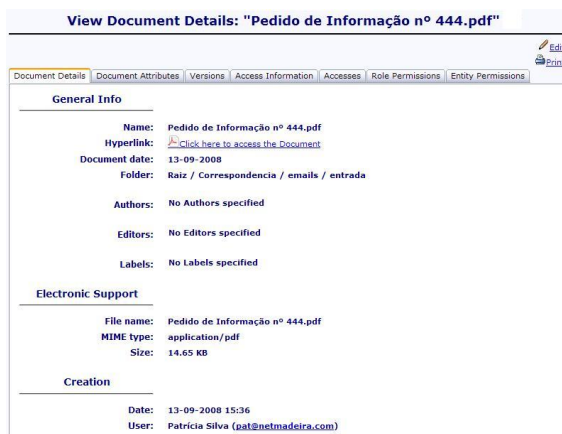 View Document Details: "Pedido de Informação nº 444.pdf"
Edi
Prin
Document Details Document Attributes Versions Access Information Accesses Role Permissions Entity Permissions
General Info
Name: Pedido de Informação nº 444.pdf
Hyperlink: Click here to access the Document
Document date: 13-09-2008
Folder: Raiz / Correspondencia / emails / entrada
Authors: No Authors specified
Editors: No Editors specified
Labels: No Labels specified
Electronic Support
File name: Pedido de Informação nº 444.pdf
MIME type: application/pdf
Size: 14.65 KB
Creation
Date: 13-09-2008 15:36
User: Patrícia Silva (pat@netmadeira.com)